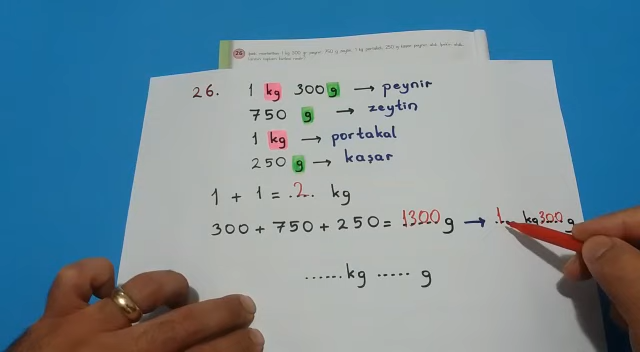 26
26. 1 kg 300 g → peynir
750 g → zeytin
1 kg → portakal
250 g → kaşar
1 + 1 = 2 kg
300 + 750 + 250 = 1300 g → 1 kg 300 g
...... kg ..... g